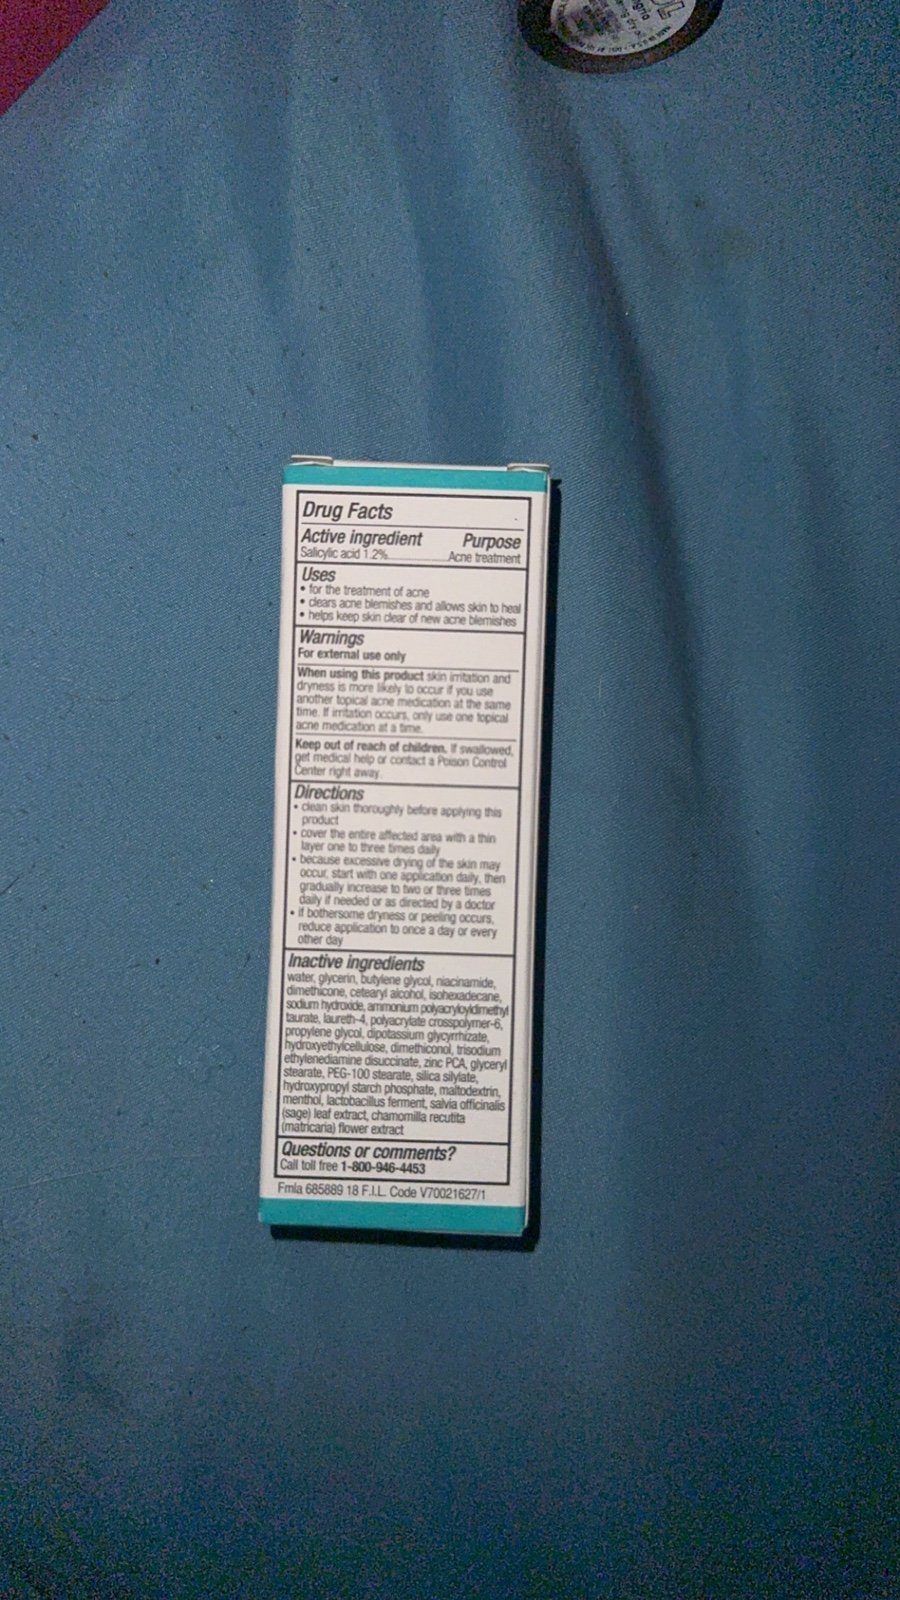 ngria
MADE IN U.S.A.
Drug Facts
Active ingredient Purpose
Salicylic acid 1.2% Acne treatment
Uses
• for the treatment of acne
• clears acne blemishes and allows skin to heal
• helps keep skin clear of new acne blemishes
Warnings
For external use only
When using this product skin irritation and
dryness is more likely to occur if you use
another topical acne medication at the same
time. If irritation occurs, only use one topical
acne medication at a time.
Keep out of reach of children. If swallowed,
get medical help or contact a Poison Control
Center right away.
Directions
• clean skin thoroughly before applying this
product
• cover the entire affected area with a thin
layer one to three times daily
• because excessive drying of the skin may
occur, start with one application daily, then
gradually increase to two or three times
daily if needed or as directed by a doctor
• if bothersome dryness or peeling occurs,
reduce application to once a day or every
other day
Inactive ingredients
water, glycerin, butylene glycol, niacinamide,
dimethicone, cetearyl alcohol, isohexadecane,
sodium hydroxide, ammonium polyacryloyldimethyl
taurate, laureth-4, polyacrylate crosspolymer-6,
propylene glycol, dipotassium glycyrrhizate,
hydroxyethylcellulose, dimethiconol, trisodium
ethylenediamine disuccinate, zinc PCA, glyceryl
stearate, PEG-100 stearate, silica silylate,
hydroxypropyl starch phosphate, maltodextrin,
menthol, lactobacillus ferment, salvia officinalis
(sage) leaf extract, chamomilla recutita
(matricaria) flower extract
Questions or comments?
Call toll free 1-800-946-4453
Fmla 685889 18 F.I.L. Code V70021627/1